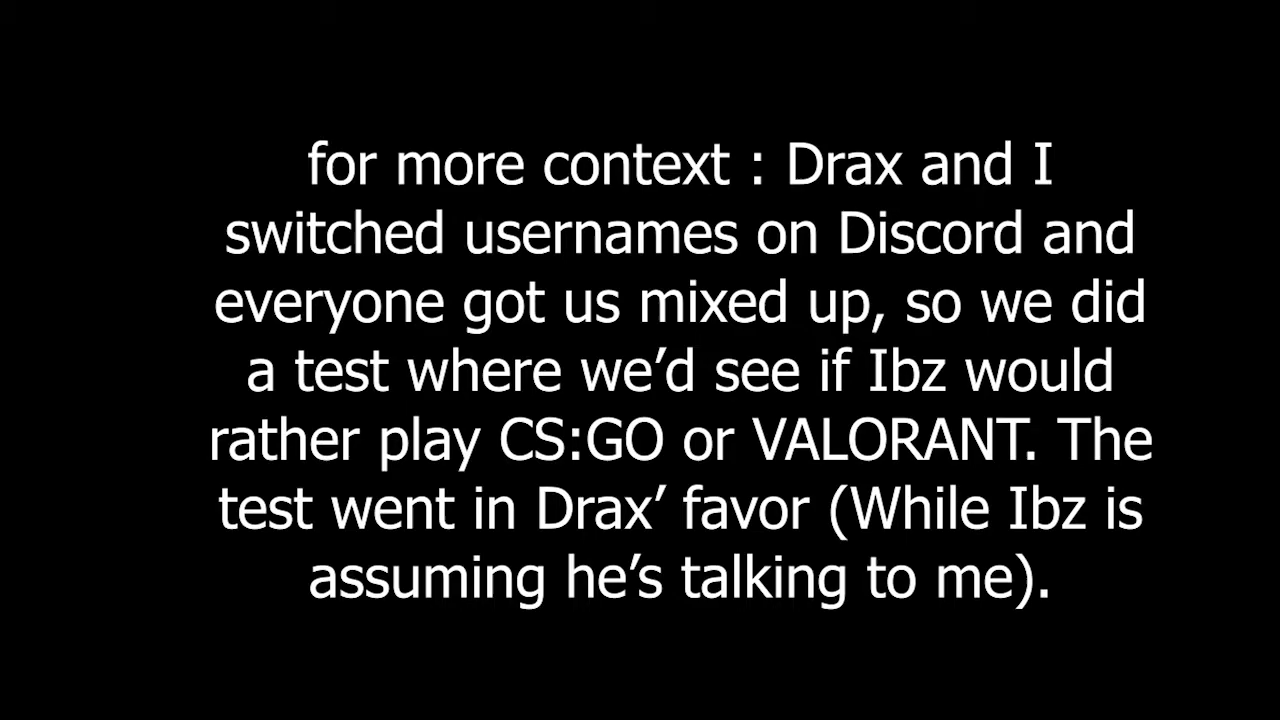 for more context : Drax and I
switched usernames on Discord and
everyone got us mixed up, so we did
a test where we’d see if Ibz would
rather play CS:GO or VALORANT. The
test went in Drax’ favor (While Ibz is
assuming he’s talking to me).